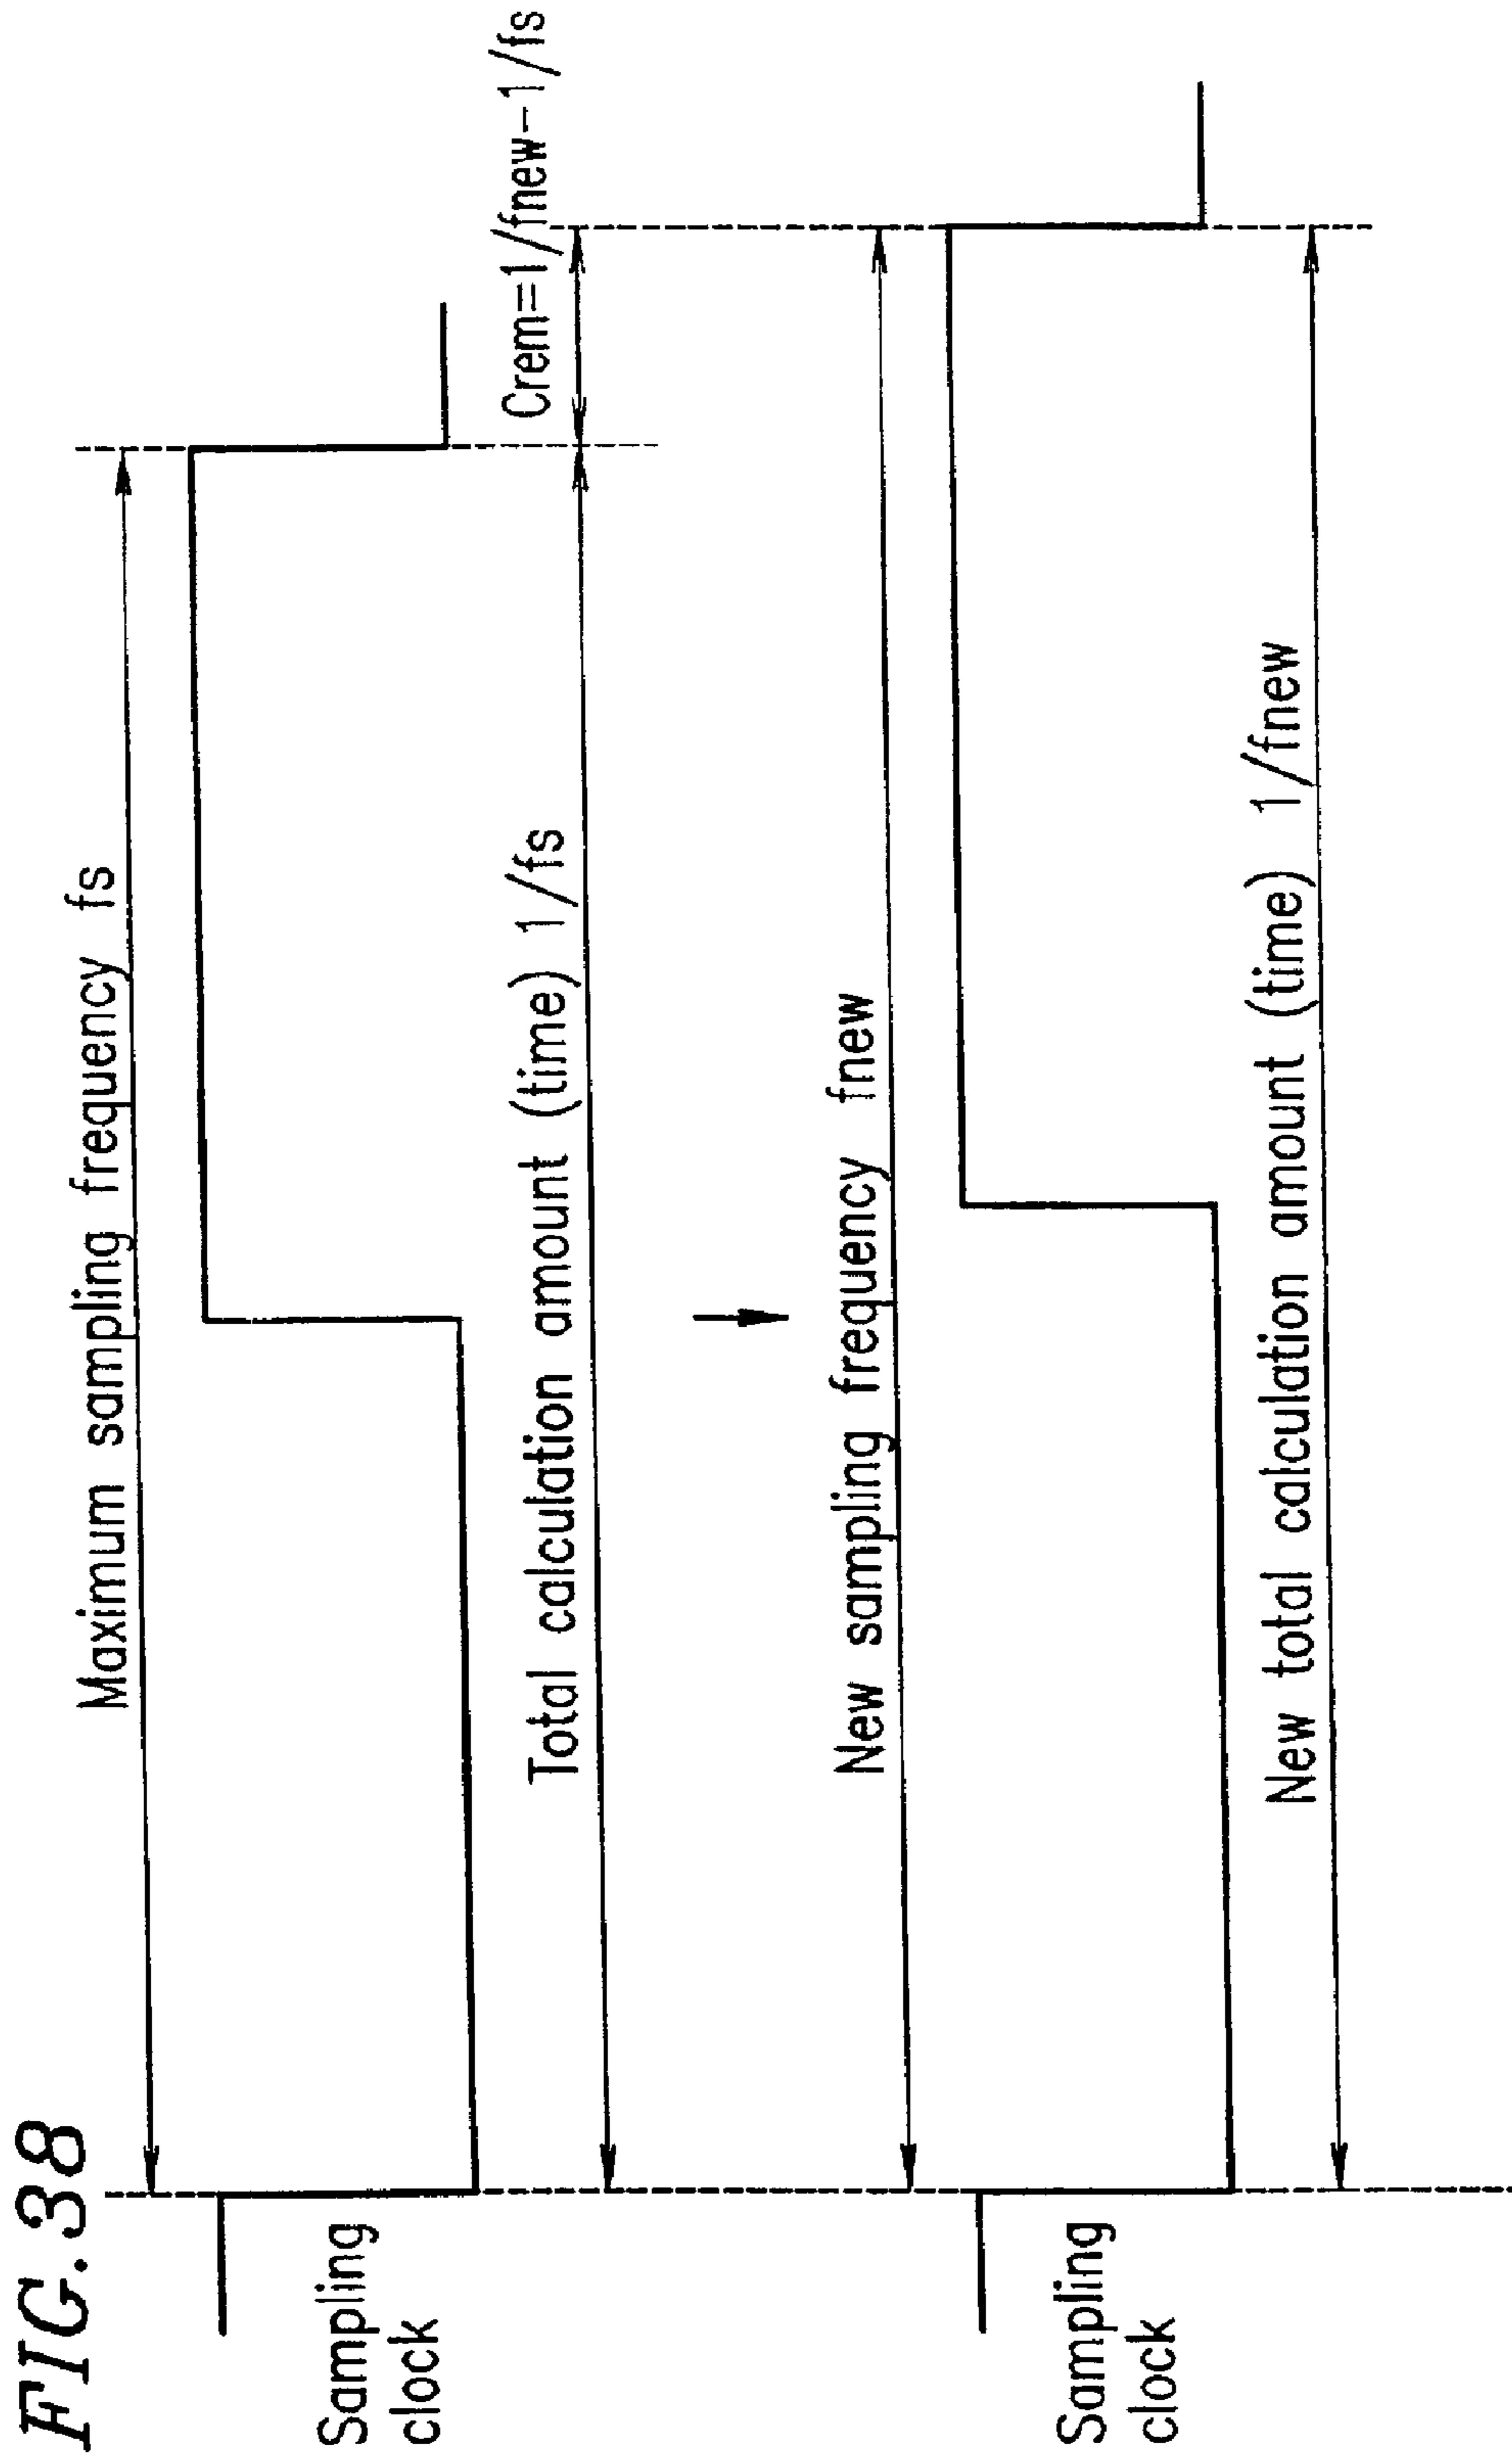 FIG.38
Maximum sampling frequency fs
Sampling
clock
Crem=1/fnew-1/fs
Total calculation amount (time) 1/fs
New sampling frequency fnew
Sampling
clock
New total calculation amount (time) 1/fnew